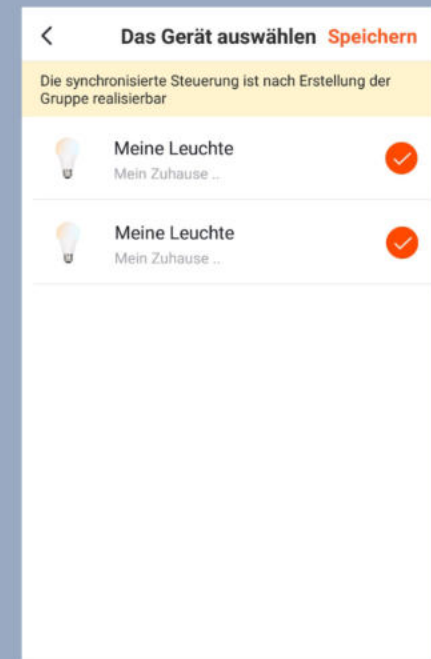 Das Gerät auswählen Speichern
Die synchronisierte Steuerung ist nach Erstellung der
Gruppe realisierbar
Meine Leuchte
Mein Zuhause ..
Meine Leuchte
Mein Zuhause ..